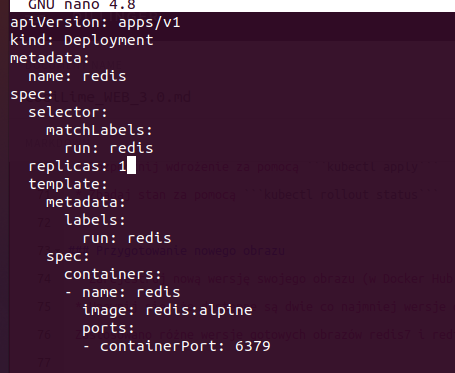 GNU nano 4.8
apiVersion: apps/v1
kind: Deployment
metadata:
  name: redis
spec:
  selector:
    matchLabels:
      run: redis
  replicas: 1
  template:
    metadata:
      labels:
        run: redis
    spec:
      containers:
      - name: redis
        image: redis:alpine
        ports:
        - containerPort: 6379